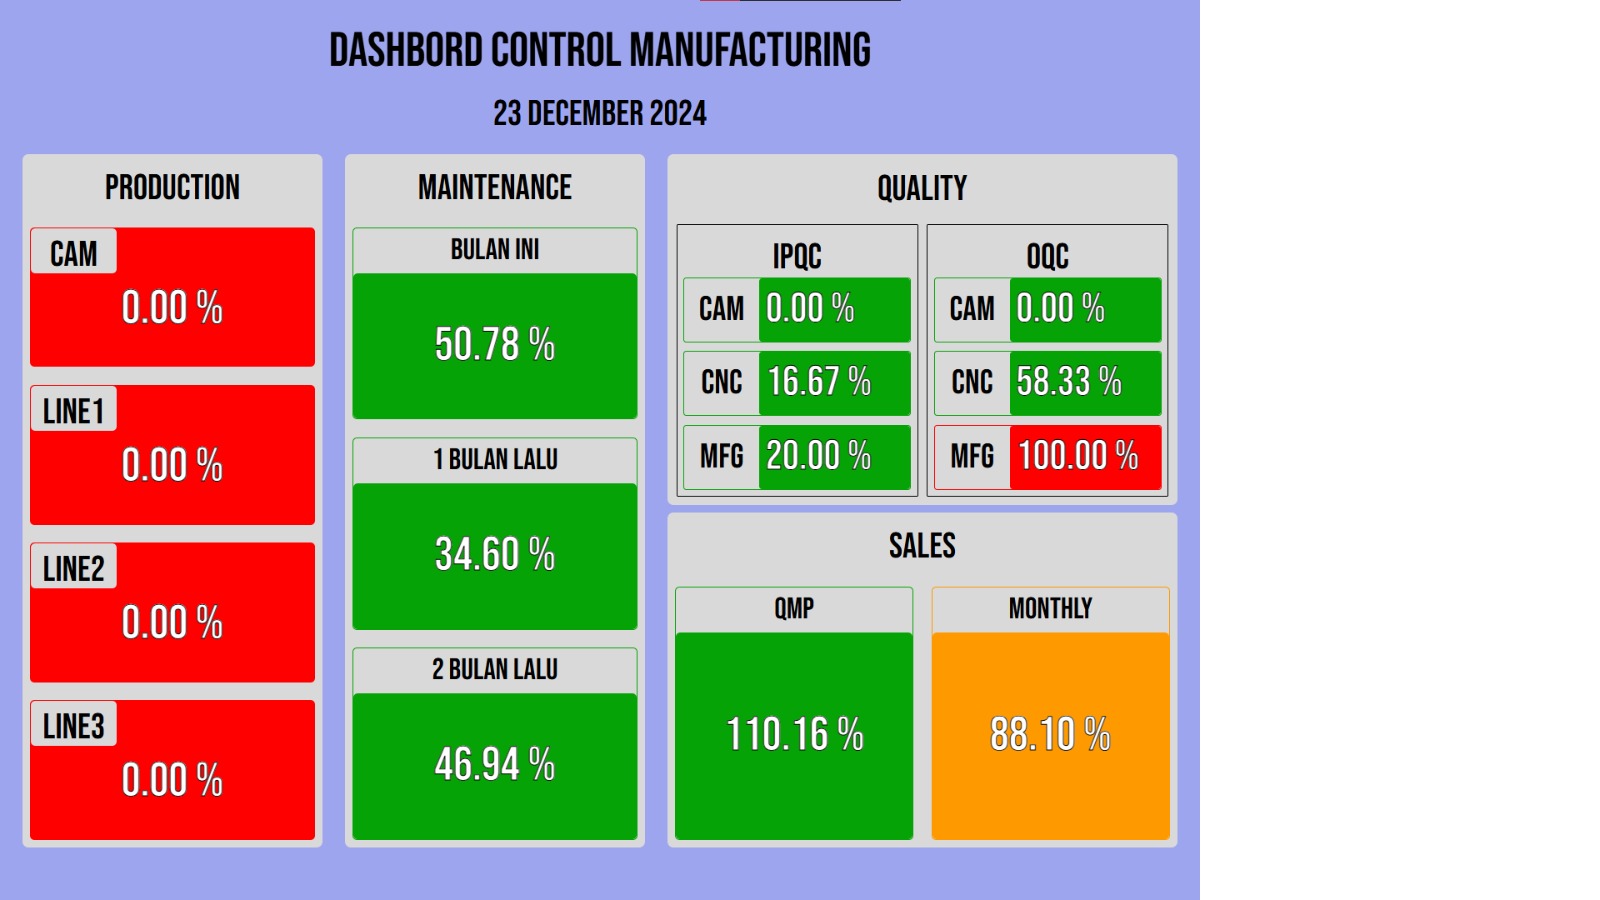 DASHBORD CONTROL MANUFACTURING
23 DECEMBER 2024
PRODUCTION
CAM
0.00 %
LINE1
0.00 %
LINE2
0.00 %
LINE3
0.00 %
MAINTENANCE
BULAN INI
50.78 %
1 BULAN LALU
34.60 %
2 BULAN LALU
46.94 %
QUALITY
IPQC
CAM 0.00 %
CNC 16.67 %
MFG 20.00 %
OQC
CAM 0.00 %
CNC 58.33 %
MFG 100.00 %
SALES
QMP
110.16 %
MONTHLY
88.10 %